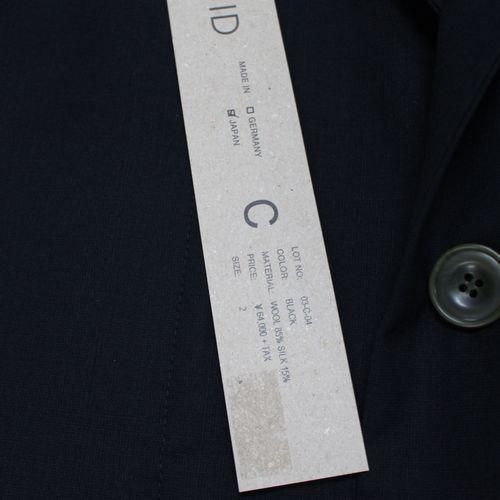 ID
MADE IN
GERMANY
JAPAN
C
LOT NO: 03-C-04
COLOR: BLACK
MATERIAL: WOOL 85% SILK 15%
PRICE: ¥ 64,000 + TAX
SIZE: 2